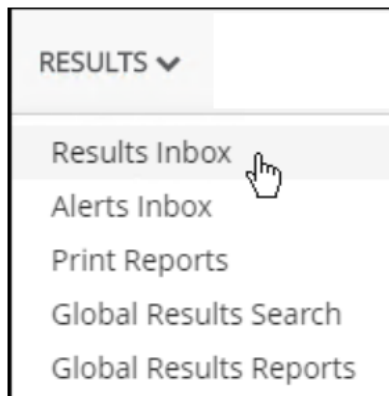 RESULTS
Results Inbox
Alerts Inbox
Print Reports
Global Results Search
Global Results Reports